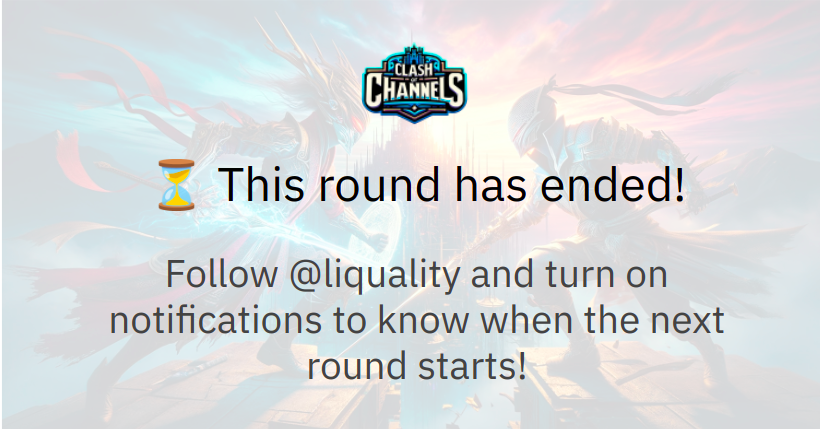 CLASH
OF
CHANNELS
⏳ This round has ended!
Follow @liquality and turn on
notifications to know when the next
round starts!